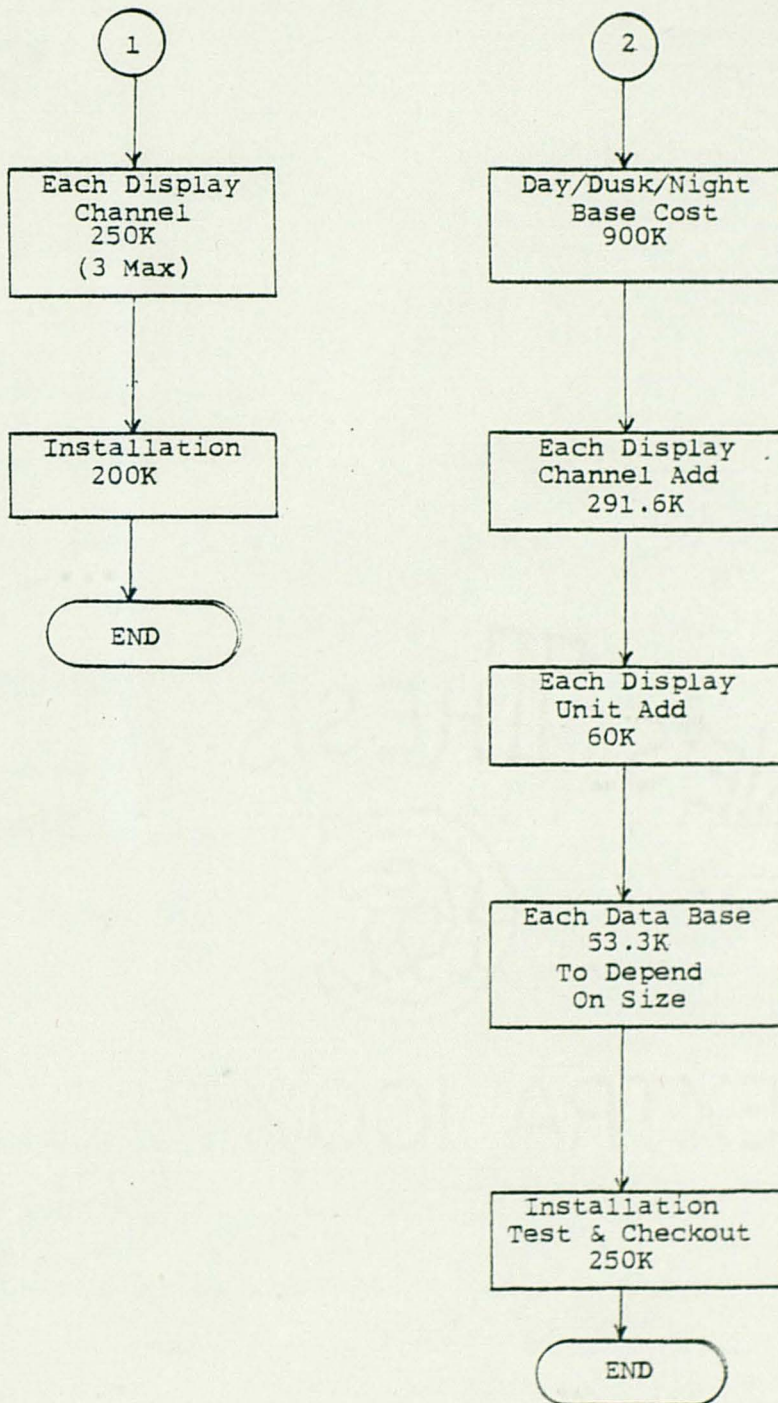 1
Each Display
Channel
250K
(3 Max)
Installation
200K
END
2
Day/Dusk/Night
Base Cost
900K
Each Display
Channel Add
291.6K
Each Display
Unit Add
60K
Each Data Base
53.3K
To Depend
On Size
Installation
Test & Checkout
250K
END